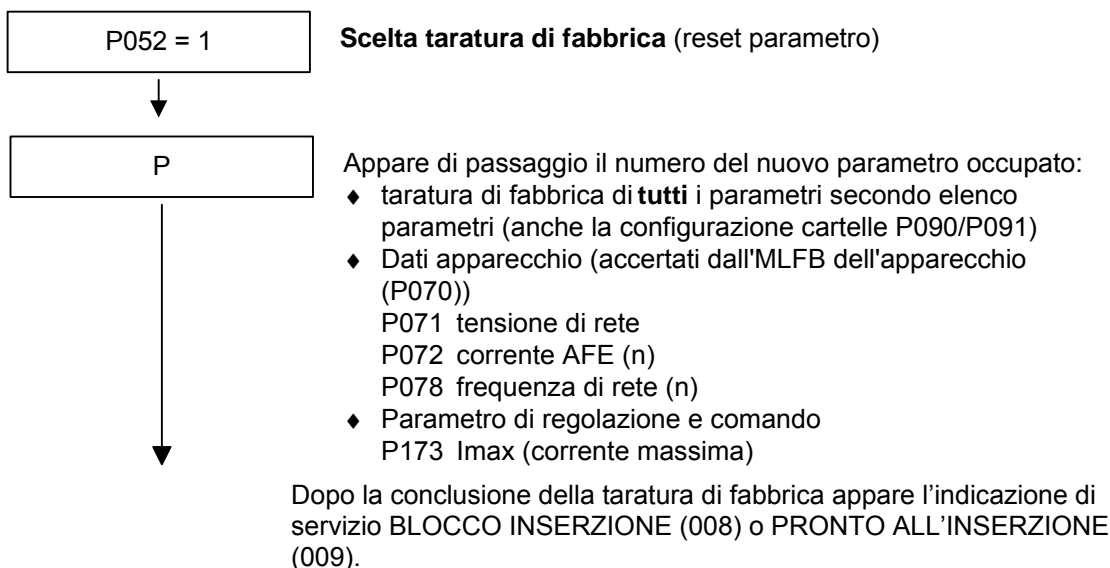 P052 = 1
Scelta taratura di fabbrica (reset parametro)
P
Appare di passaggio il numero del nuovo parametro occupato:
♦ taratura di fabbrica di tutti i parametri secondo elenco
parametri (anche la configurazione cartelle P090/P091)
♦ Dati apparecchio (accertati dall'MLFB dell'apparecchio
(P070))
P071 tensione di rete
P072 corrente AFE (n)
P078 frequenza di rete (n)
♦ Parametro di regolazione e comando
P173 Imax (corrente massima)
Dopo la conclusione della taratura di fabbrica appare l’indicazione di
servizio BLOCCO INSERZIONE (008) o PRONTO ALL’INSERZIONE
(009).